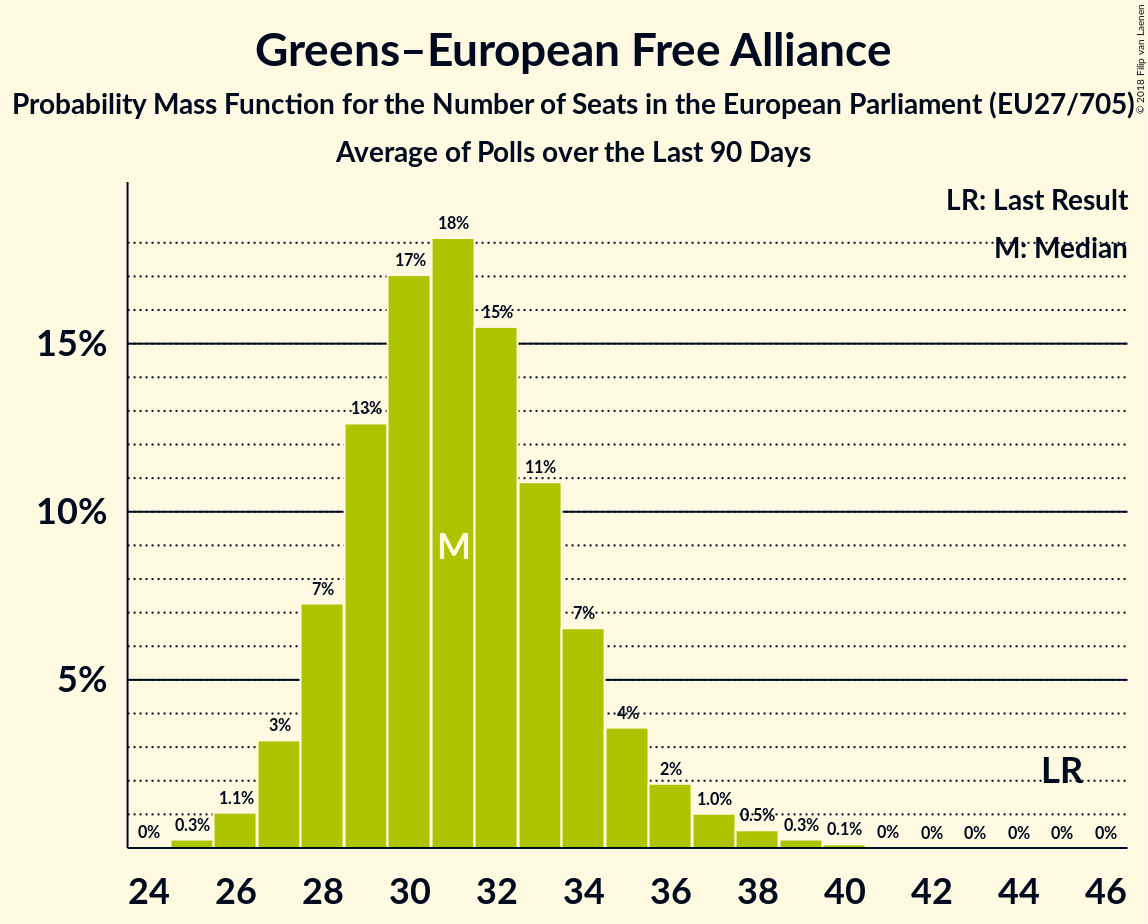 Greens–European Free Alliance
Probability Mass Function for the Number of Seats in the European Parliament (EU27/705)
Average of Polls over the Last 90 Days
© 2018 Filip van Laenen
LR: Last Result
M: Median
15%
10%
5%
0%
0.3%
1.1%
3%
7%
13%
17%
18%
15%
11%
7%
4%
2%
1.0%
0.5%
0.3%
0.1%
0%
0%
0%
0%
0%
0%
M
LR
24 26 28 30 32 34 36 38 40 42 44 46